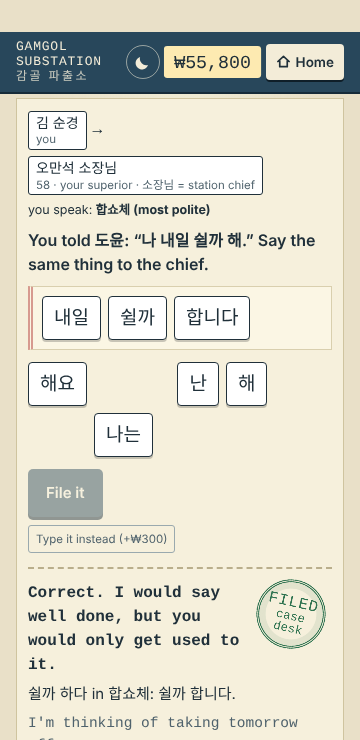 GAMGOL
SUBSTATION
감골 파출소
₩55,800
Home
김 순경
you
→
오만석 소장님
58 · your superior · 소장님 = station chief
you speak: 합쇼체 (most polite)
You told 도윤: “나 내일 쉴까 해.” Say the
same thing to the chief.
내일 쉴까 합니다
해요 난 해
나는
File it
Type it instead (+₩300)
Correct. I would say
well done, but you
would only get used to
it.
FILED
case
desk
쉴까 하다 in 합쇼체: 쉴까 합니다.
I'm thinking of taking tomorrow